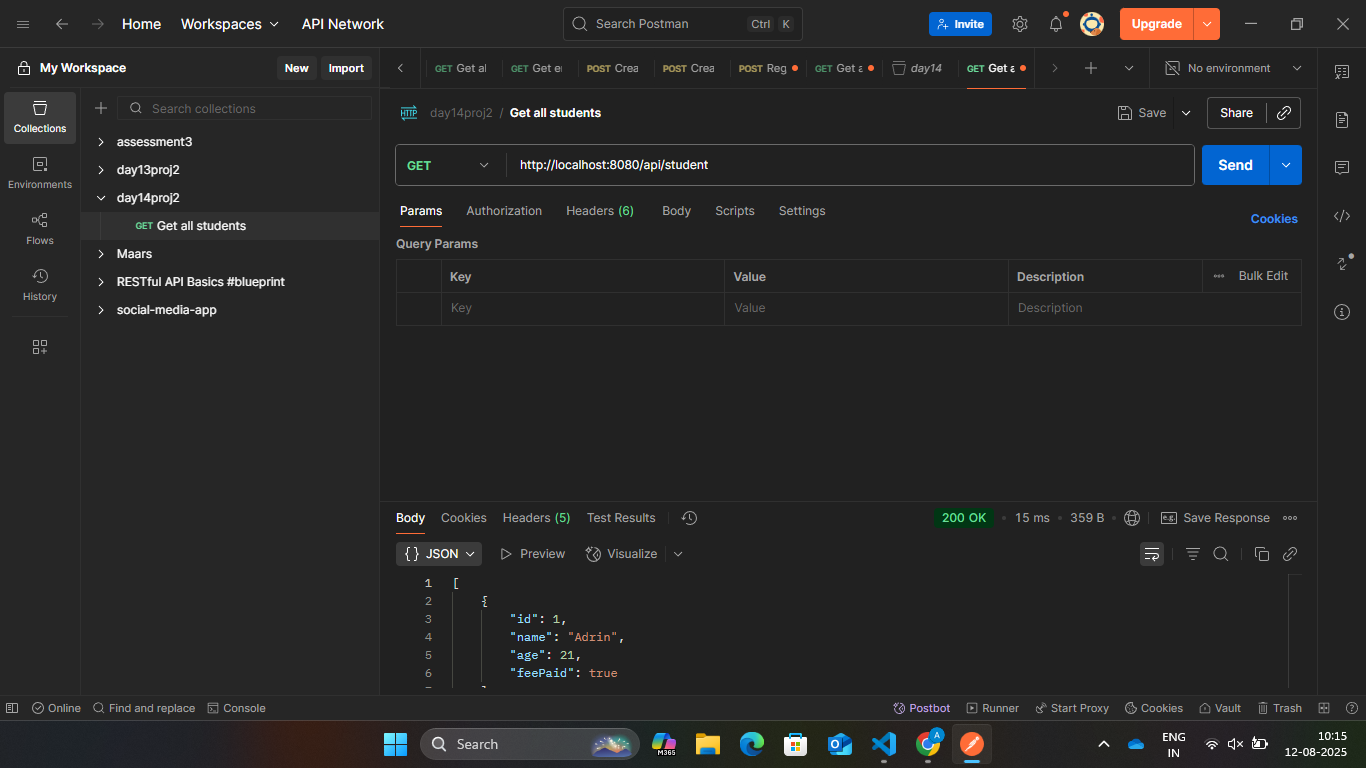 Home Workspaces API Network Search Postman Ctrl K Invite Upgrade
My Workspace New Import GET Get al GET Get e POST Crea POST Crea POST Reg GET Get a day14 GET Get a No environment
Search collections
Collections
Environments
Flows
History
assessment3
day13proj2
day14proj2
GET Get all students
Maars
RESTful API Basics #blueprint
social-media-app
HTTP day14proj2 / Get all students Save Share
GET http://localhost:8080/api/student Send
Params Authorization Headers (6) Body Scripts Settings Cookies
Query Params
Key Value Description Bulk Edit
Key Value Description
Body Cookies Headers (5) Test Results 200 OK 15 ms 359 B e.g. Save Response
{ } JSON Preview Visualize
1 [
2 {
3 "id": 1,
4 "name": "Adrin",
5 "age": 21,
6 "feePaid": true
Online Find and replace Console Postbot Runner Start Proxy Cookies Vault Trash
Search M365 A ENG IN 10:15 12-08-2025